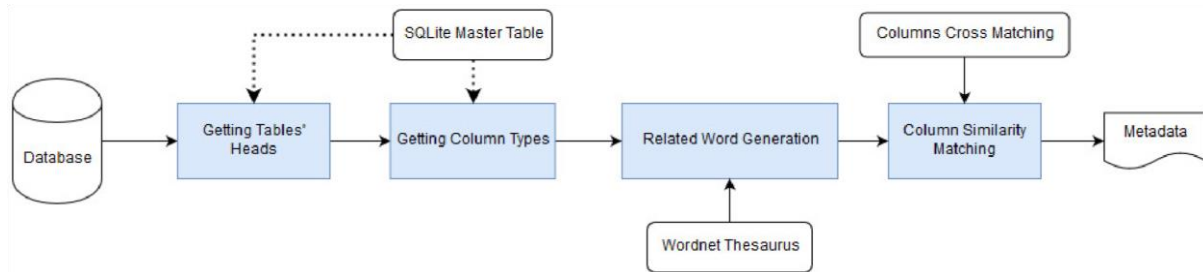 SQLite Master Table
Columns Cross Matching
Database
Getting Tables'
Heads
Getting Column Types
Related Word Generation
Column Similarity
Matching
Metadata
Wordnet Thesaurus